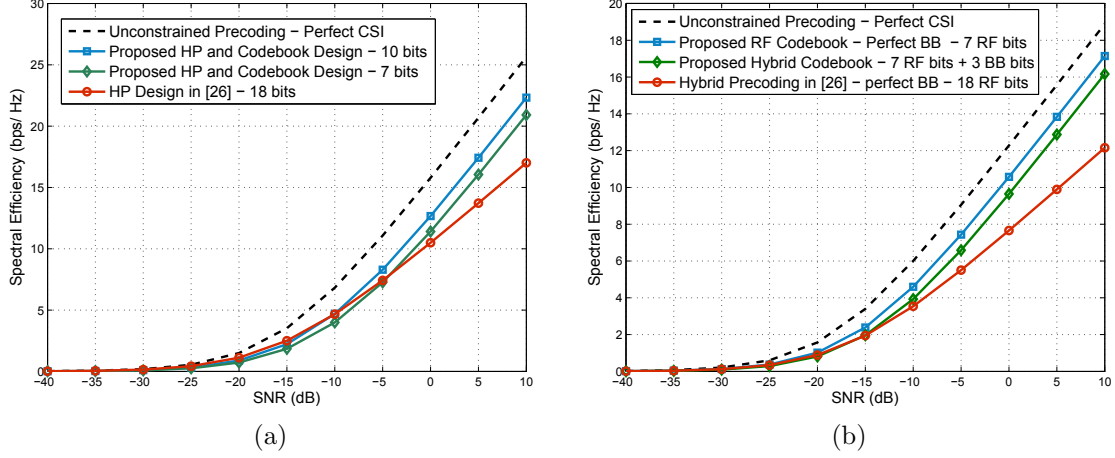 Unconstrained Precoding − Perfect CSI
Proposed HP and Codebook Design − 10 bits
Proposed HP and Codebook Design − 7 bits
HP Design in [26] − 18 bits
30
25
20
15
10
5
0
−40 −35 −30 −25 −20 −15 −10 −5 0 5 10
Spectral Efficiency (bps/ Hz)
SNR (dB)
(a)
Unconstrained Precoding − Perfect CSI
Proposed RF Codebook − Perfect BB − 7 RF bits
Proposed Hybrid Codebook − 7 RF bits + 3 BB bits
Hybrid Precoding in [26] − perfect BB − 18 RF bits
20
18
16
14
12
10
8
6
4
2
0
−40 −35 −30 −25 −20 −15 −10 −5 0 5 10
Spectral Efficiency (bps/ Hz)
SNR (dB)
(b)